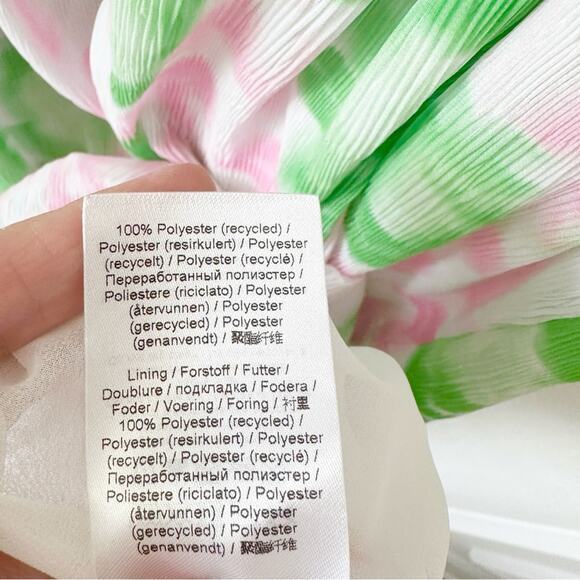 100% Polyester (recycled) /
Polyester (resirkulert) / Polyester
(recycelt) / Polyester (recyclé) /
Переработанный полиэстер /
Poliestere (riciclato) / Polyester
(återvunnen) / Polyester
(gerecycled) / Polyester
(genanvendt) / 聚酯纤维
Lining / Forstoff / Futter /
Doublure / подкладка / Fodera /
Foder / Voering / Foring / 衬里
100% Polyester (recycled) /
Polyester (resirkulert) / Polyester
(recycelt) / Polyester (recyclé) /
Переработанный полиэстер /
Poliestere (riciclato) / Polyester
(återvunnen) / Polyester
(gerecycled) / Polyester
(genanvendt) / 聚酯纤维